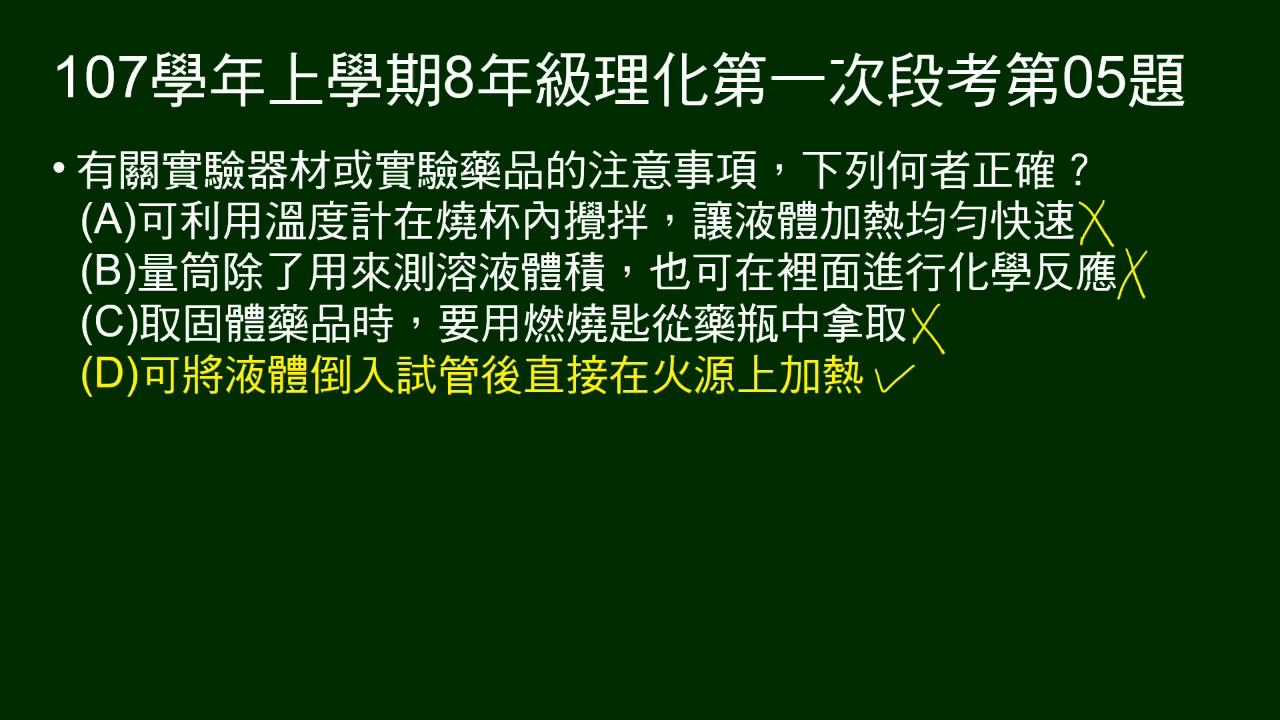 107學年上學期8年級理化第一次段考第05題
• 有關實驗器材或實驗藥品的注意事項，下列何者正確？
(A)可利用溫度計在燒杯內攪拌，讓液體加熱均勻快速
(B)量筒除了用來測溶液體積，也可在裡面進行化學反應
(C)取固體藥品時，要用燃燒匙從藥瓶中拿取
(D)可將液體倒入試管後直接在火源上加熱